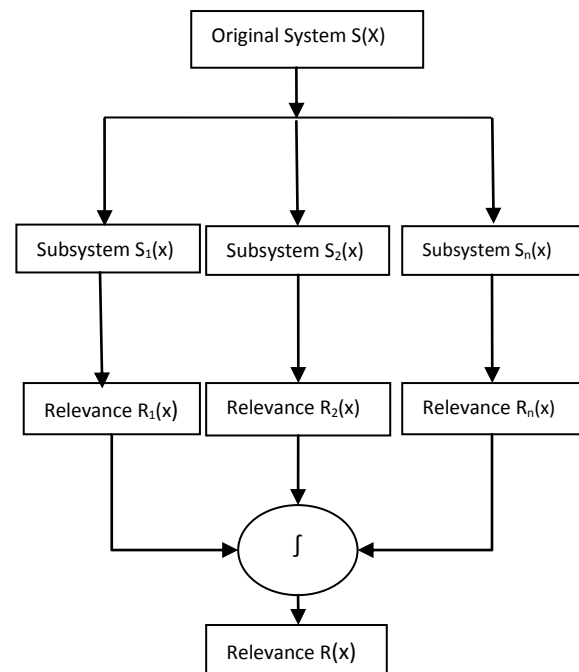 Original System S(X)
Subsystem S₁(x)
Subsystem S₂(x)
Subsystem Sₙ(x)
Relevance R₁(x)
Relevance R₂(x)
Relevance Rₙ(x)
∫
Relevance R(x)